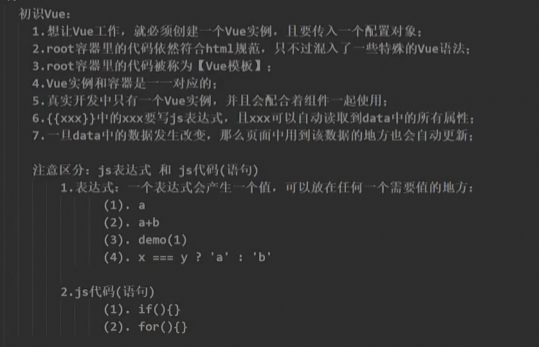 初识Vue:
1.想让Vue工作，就必须创建一个Vue实例，且要传入一个配置对象；
2.root容器里的代码依然符合html规范，只不过混入了一些特殊的Vue语法；
3.root容器里的代码被称为【Vue模板】；
4.Vue实例和容器是一一对应的；
5.真实开发中只有一个Vue实例，并且会配合着组件一起使用；
6.{{xxx}}中的xxx要写js表达式，且xxx可以自动读取到data中的所有属性；
7.一旦data中的数据发生改变，那么页面中用到该数据的地方也会自动更新；
注意区分：js表达式 和 js代码(语句)
1.表达式：一个表达式会产生一个值，可以放在任何一个需要值的地方：
(1). a
(2). a+b
(3). demo(1)
(4). x === y ? 'a' : 'b'
2.js代码(语句)
(1). if(){}
(2). for(){}